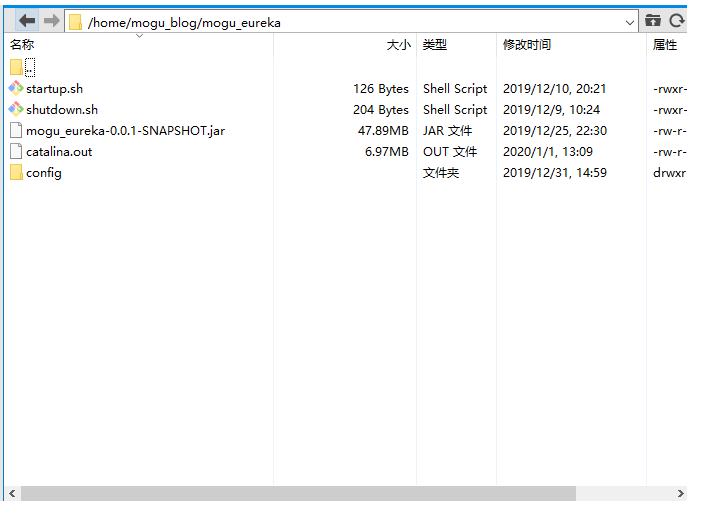 /home/mogu_blog/mogu_eureka
名称 大小 类型 修改时间 属性
..
startup.sh 126 Bytes Shell Script 2019/12/10, 20:21 -rwxr-
shutdown.sh 204 Bytes Shell Script 2019/12/9, 10:24 -rwxr-
mogu_eureka-0.0.1-SNAPSHOT.jar 47.89MB JAR 文件 2019/12/25, 22:30 -rw-r-
catalina.out 6.97MB OUT 文件 2020/1/1, 13:09 -rw-r-
config 文件夹 2019/12/31, 14:59 drwxr